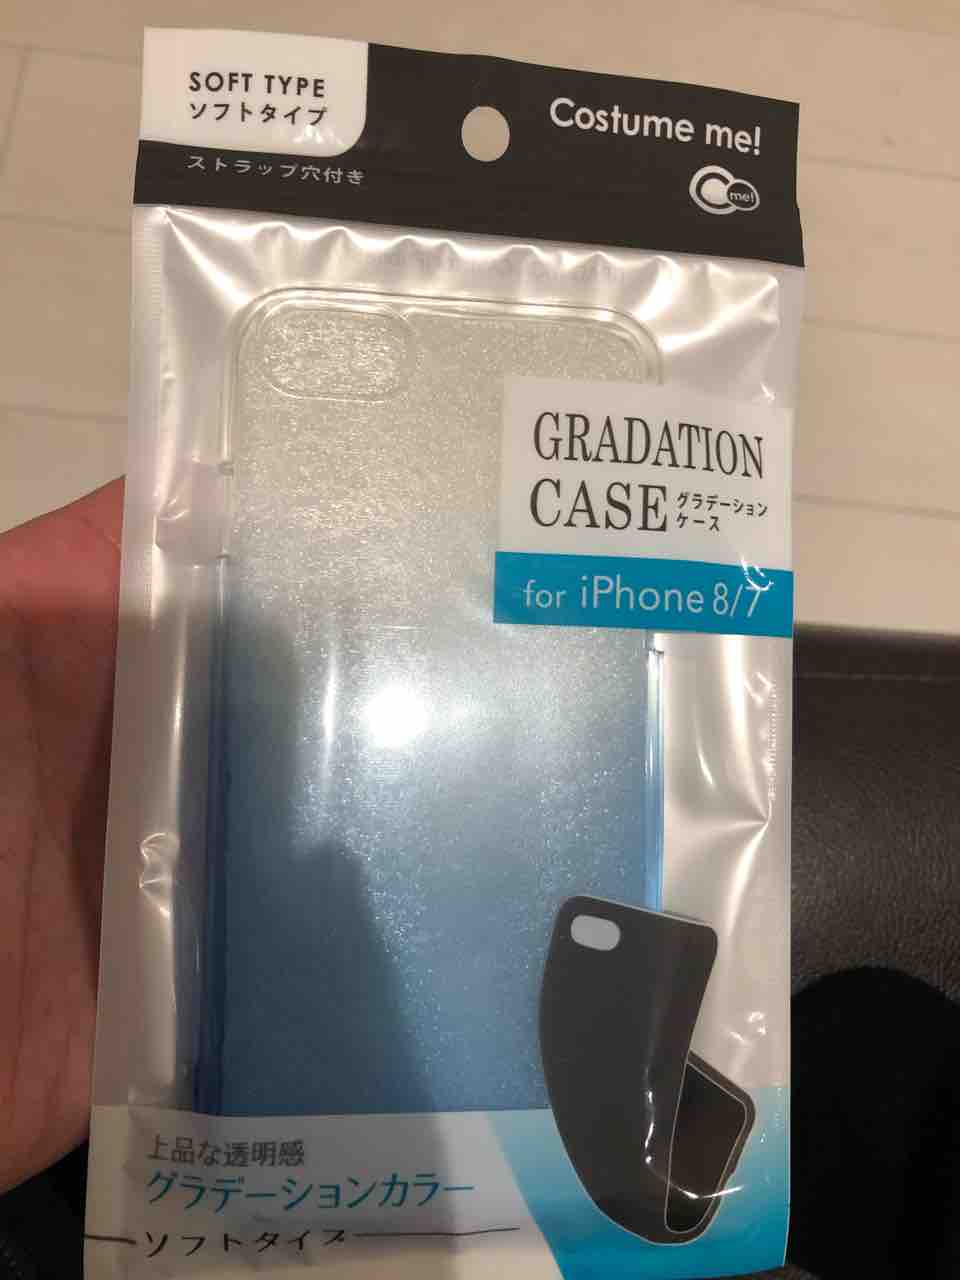 SOFT TYPE
ソフトタイプ
ストラップ穴付き
Costume me!
me!
GRADATION
CASE
グラデーション
ケース
for iPhone 8/7
上品な透明感
グラデーションカラー
ソフトタイプ